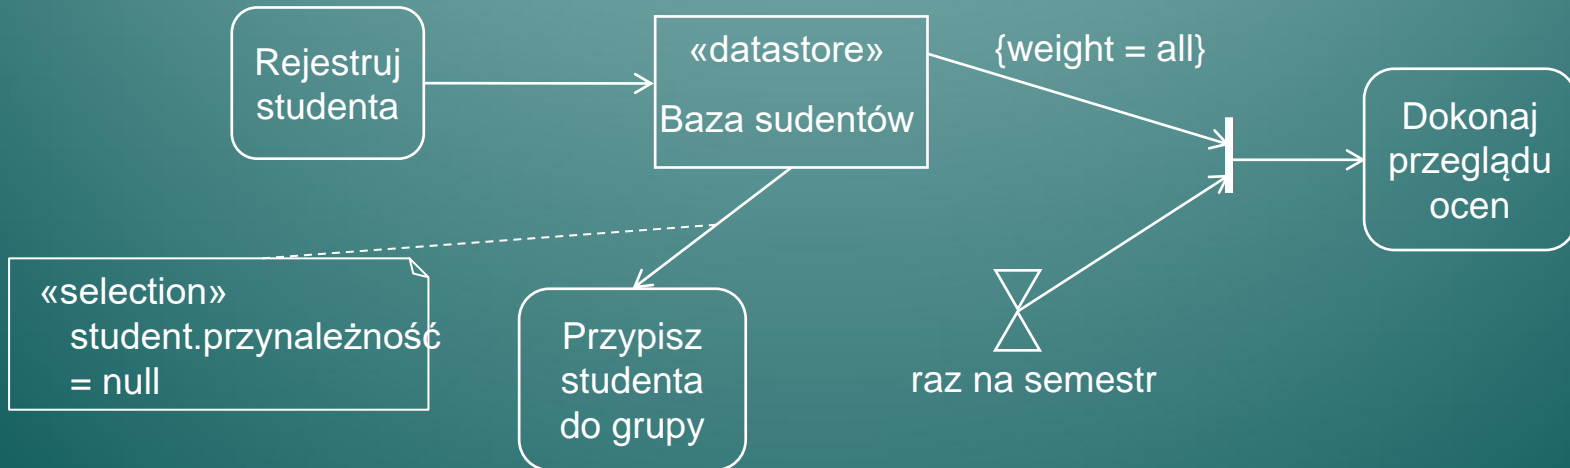 Rejestruj
studenta
«datastore»
Baza sudentów
{weight = all}
Dokonaj
przeglądu
ocen
«selection»
student.przynależność
= null
Przypisz
studenta
do grupy
raz na semestr